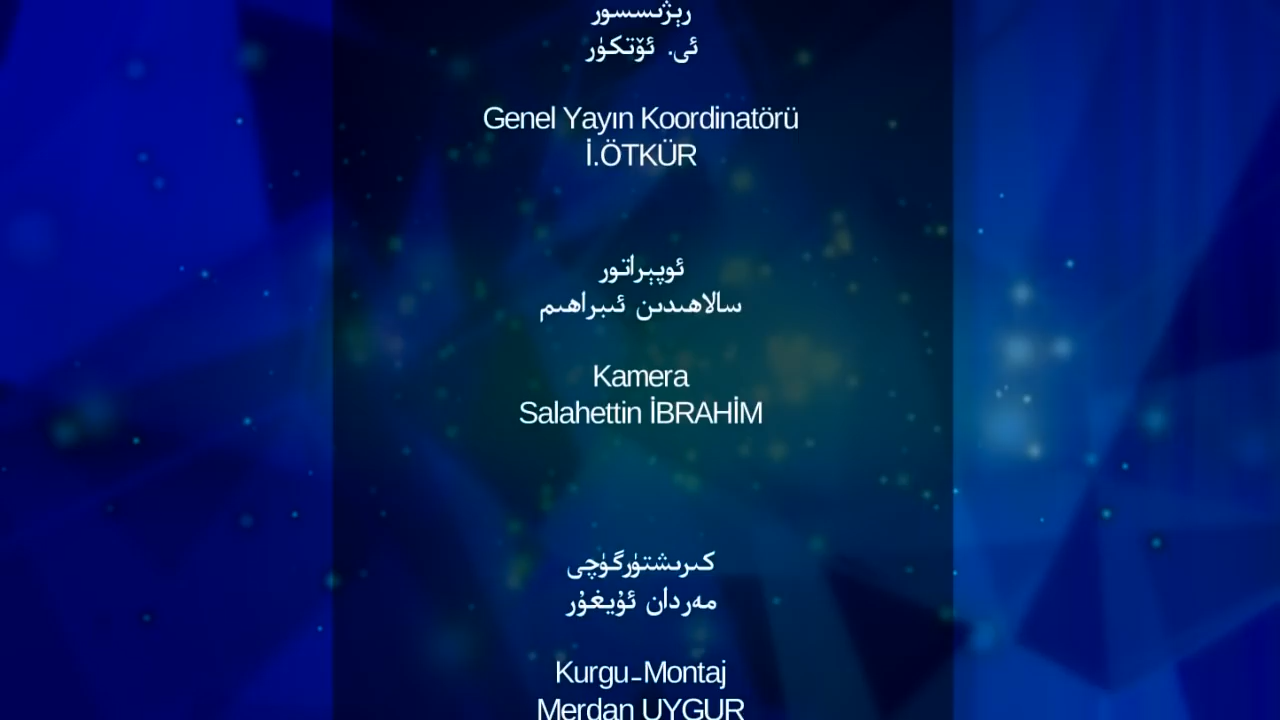 رېژىسسور
ئى. ئۆتكۈر
Genel Yayın Koordinatörü
İ.ÖTKÜR
ئوپېراتور
سالاھىدىن ئىبراھىم
Kamera
Salahettin İBRAHİM
كىرىشتۈرگۈچى
مەردان ئۇيغۇر
Kurgu-Montaj
Merdan UYGUR